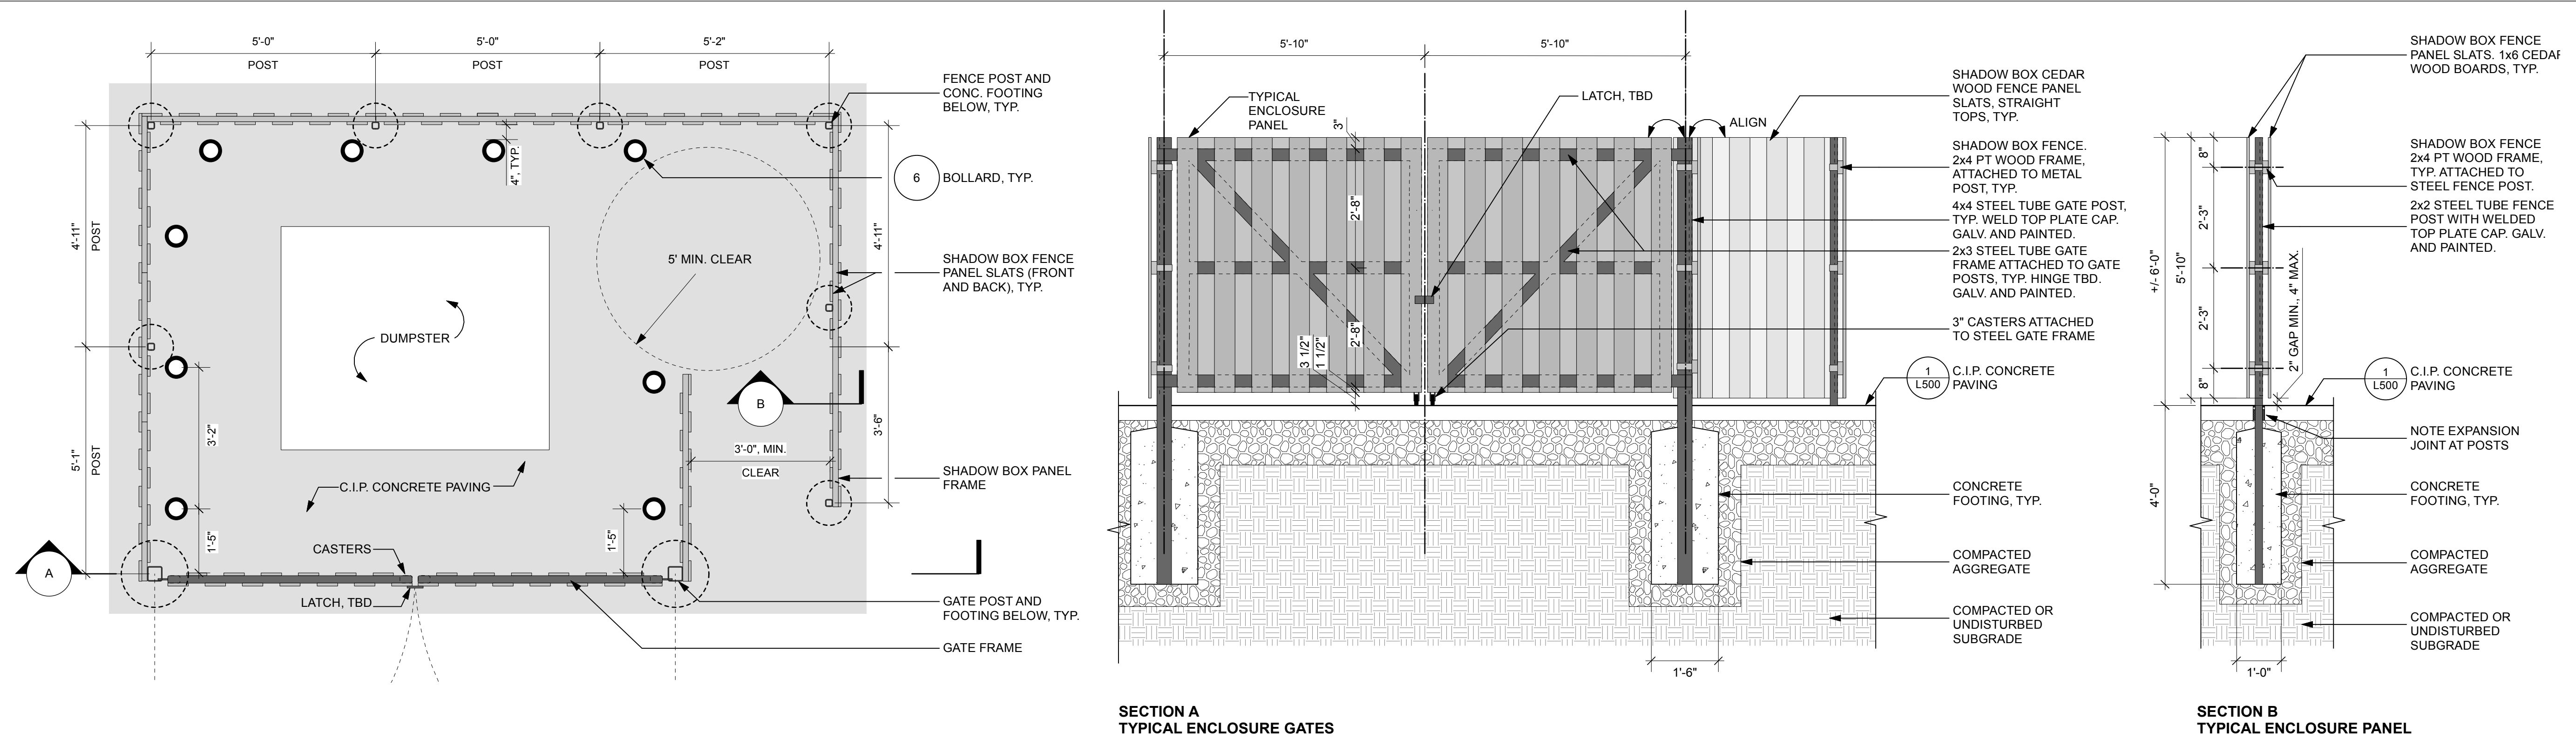 5'-0"
5'-0"
5'-2"
POST
POST
POST
FENCE POST AND
CONC. FOOTING
BELOW, TYP.
4", TYP.
6
BOLLARD, TYP.
4'-11"
POST
4'-11"
5' MIN. CLEAR
SHADOW BOX FENCE
PANEL SLATS (FRONT
AND BACK), TYP.
DUMPSTER
B
3'-2"
3'-6"
5'-1"
POST
3'-0", MIN.
CLEAR
SHADOW BOX PANEL
FRAME
C.I.P. CONCRETE PAVING
1'-5"
1'-5"
CASTERS
A
LATCH, TBD
GATE POST AND
FOOTING BELOW, TYP.
GATE FRAME
5'-10"
5'-10"
TYPICAL
ENCLOSURE
PANEL
3"
LATCH, TBD
ALIGN
SHADOW BOX CEDAR
WOOD FENCE PANEL
SLATS, STRAIGHT
TOPS, TYP.
SHADOW BOX FENCE.
2x4 PT WOOD FRAME,
ATTACHED TO METAL
POST, TYP.
4x4 STEEL TUBE GATE POST,
TYP. WELD TOP PLATE CAP.
GALV. AND PAINTED.
2x3 STEEL TUBE GATE
FRAME ATTACHED TO GATE
POSTS, TYP. HINGE TBD.
GALV. AND PAINTED.
2'-8"
2'-8"
3 1/2"
1 1/2"
3" CASTERS ATTACHED
TO STEEL GATE FRAME
1
L500
C.I.P. CONCRETE
PAVING
CONCRETE
FOOTING, TYP.
COMPACTED
AGGREGATE
COMPACTED OR
UNDISTURBED
SUBGRADE
1'-6"
SECTION A
TYPICAL ENCLOSURE GATES
SHADOW BOX FENCE
PANEL SLATS. 1x6 CEDAR
WOOD BOARDS, TYP.
8"
SHADOW BOX FENCE
2x4 PT WOOD FRAME,
TYP. ATTACHED TO
STEEL FENCE POST.
2x2 STEEL TUBE FENCE
POST WITH WELDED
TOP PLATE CAP. GALV.
AND PAINTED.
2'-3"
+/- 6'-0"
5'-10"
2'-3"
2" GAP MIN., 4" MAX.
8"
1
L500
C.I.P. CONCRETE
PAVING
NOTE EXPANSION
JOINT AT POSTS
4'-0"
CONCRETE
FOOTING, TYP.
COMPACTED
AGGREGATE
COMPACTED OR
UNDISTURBED
SUBGRADE
1'-0"
SECTION B
TYPICAL ENCLOSURE PANEL